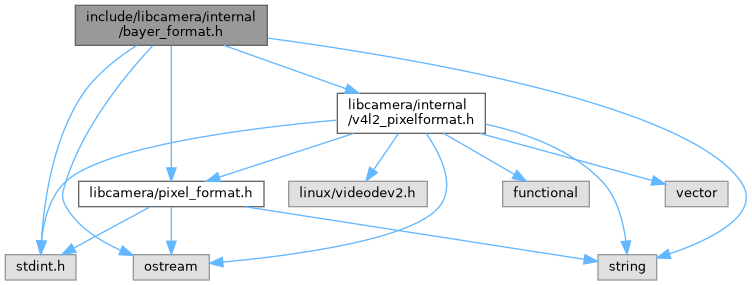 include/libcamera/internal
/bayer_format.h
libcamera/internal
/v4l2_pixelformat.h
libcamera/pixel_format.h
linux/videodev2.h
functional
vector
stdint.h
ostream
string